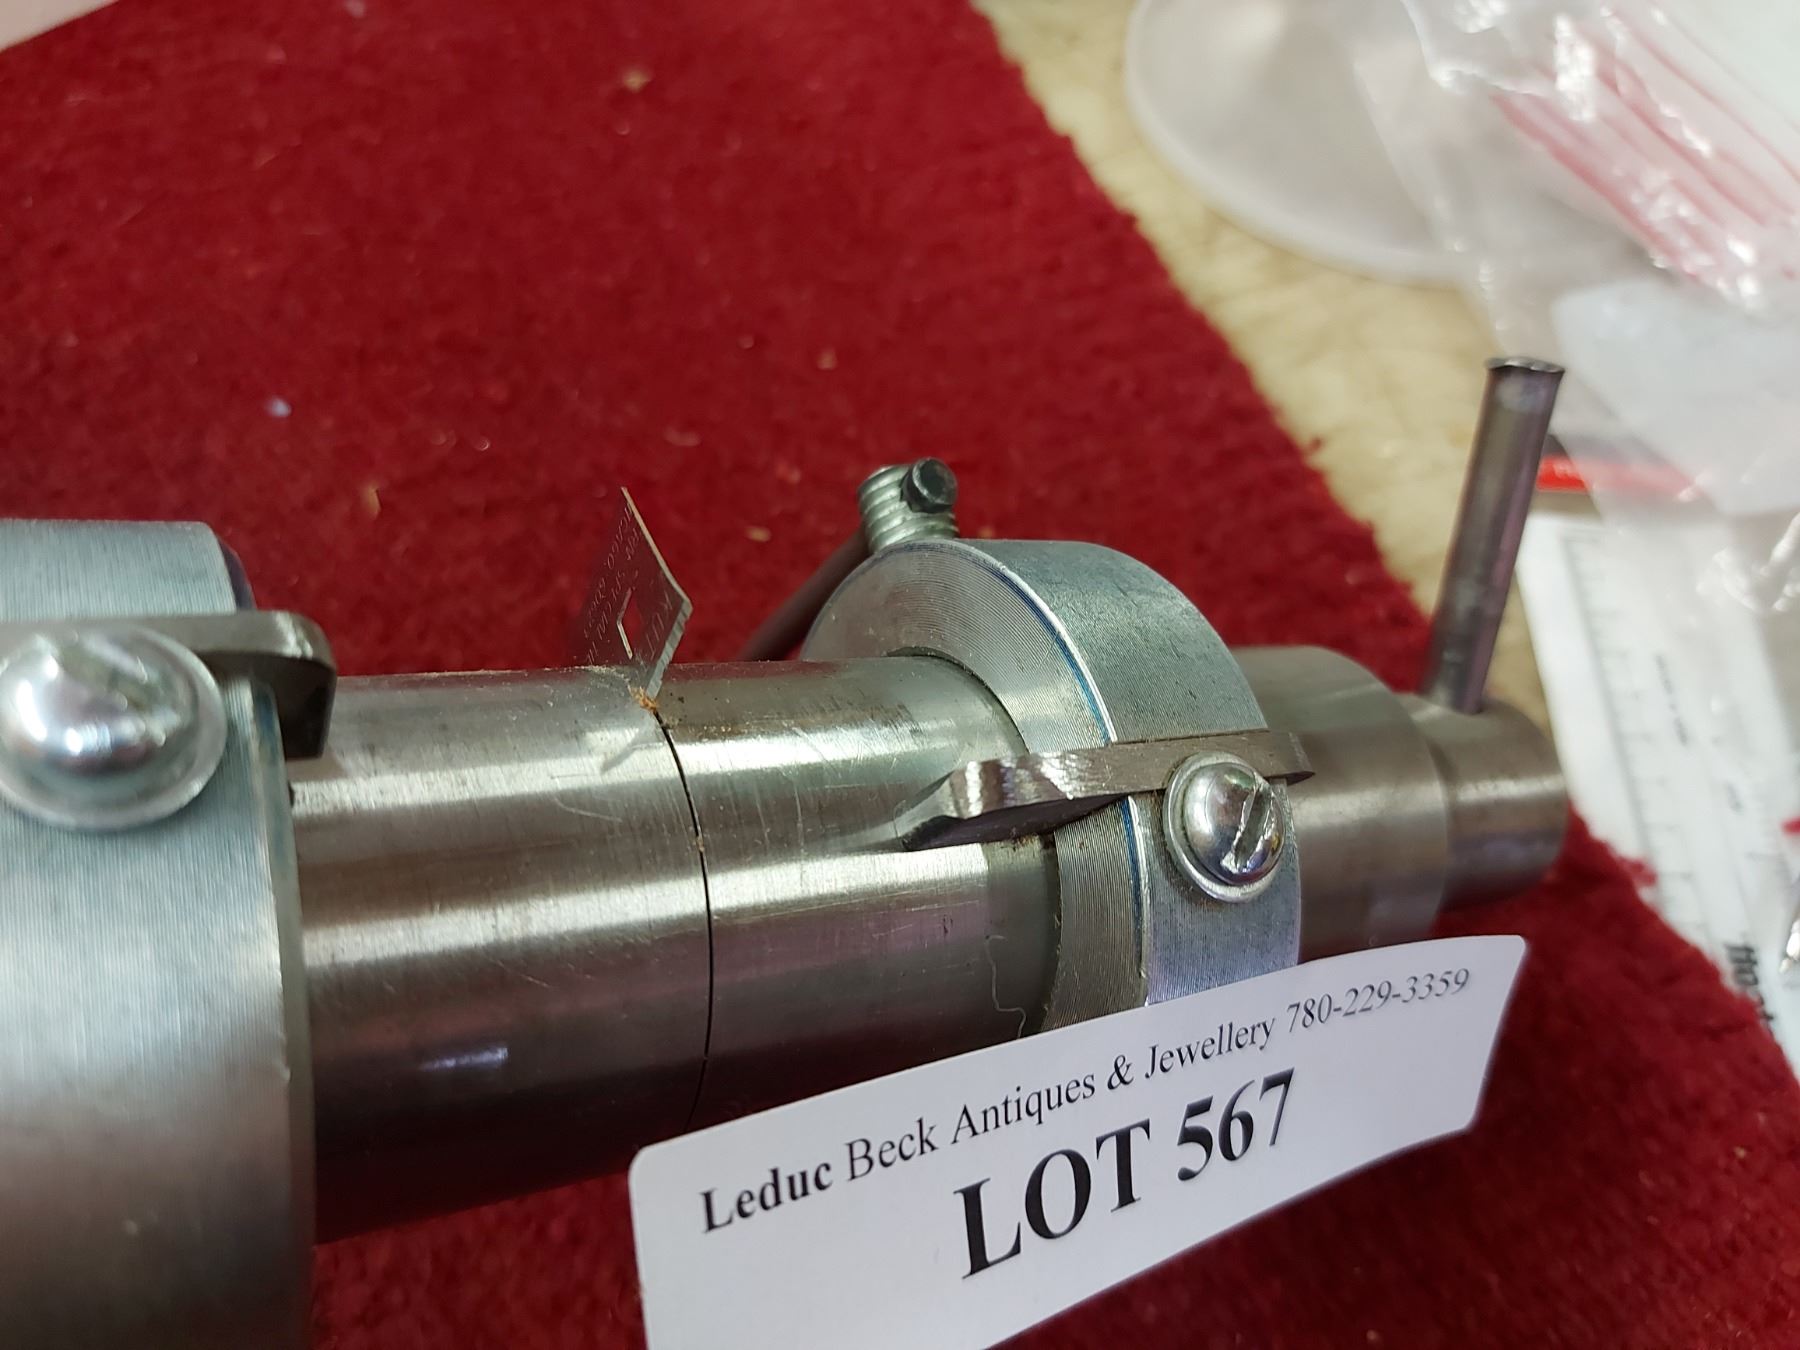 Leduc Beck Antiques & Jewellery 780-229-3359
LOT 567